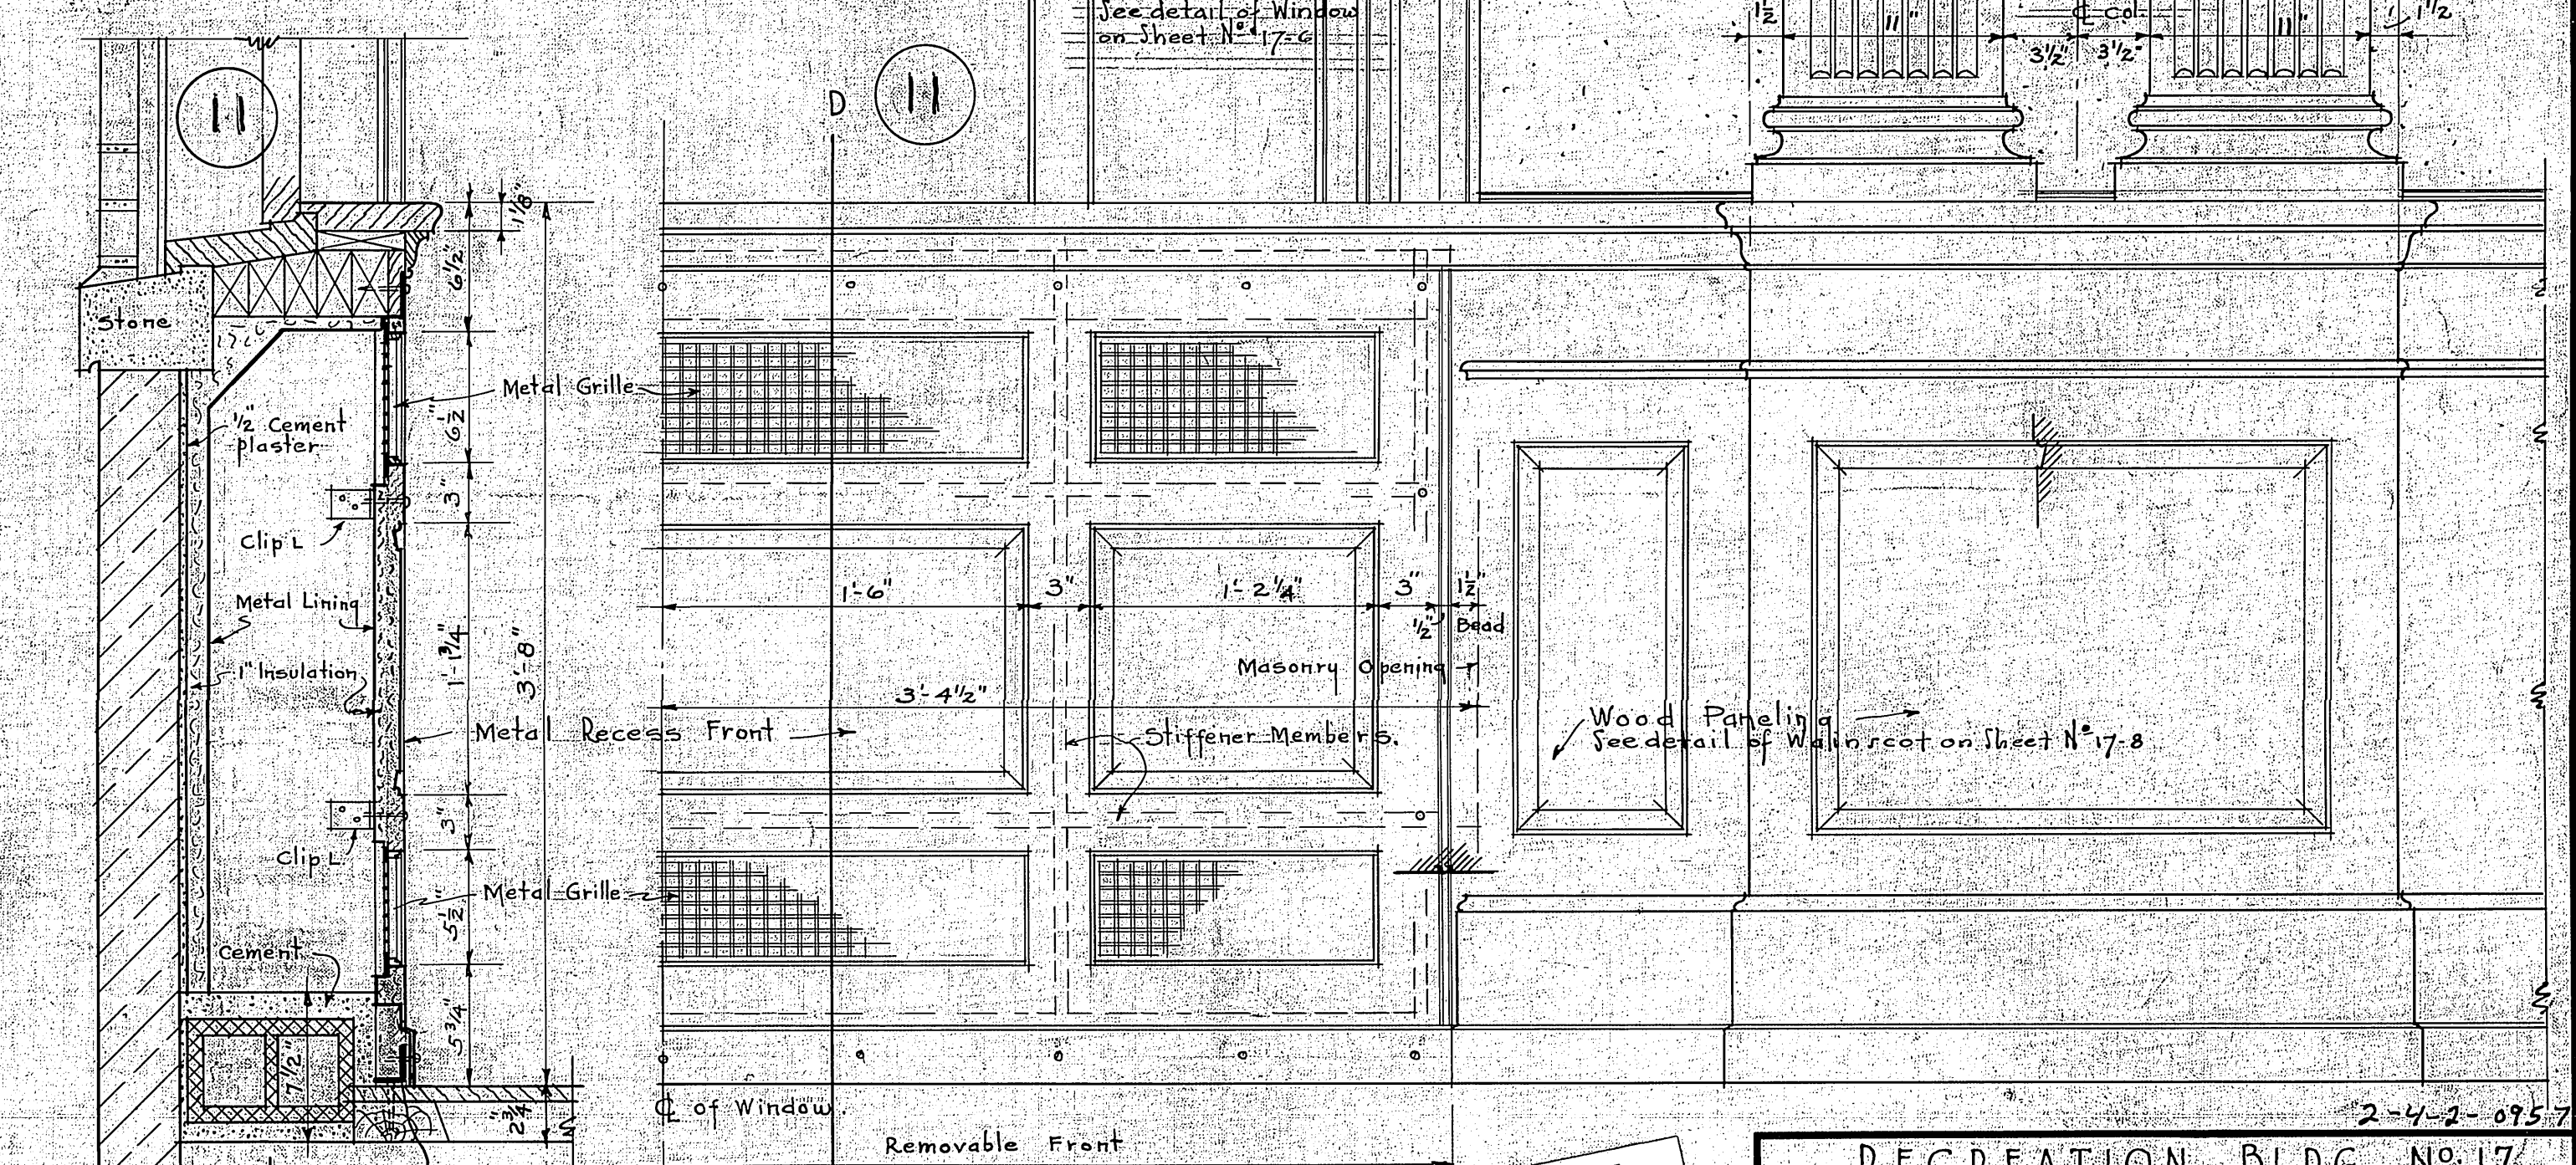 See detail of Window
on Sheet No. 17-6
1½
11"
℄ Col.
11"
1½
3½"
3½"
11
D
11
1⅛"
6½"
Stone
Metal Grille
½" Cement
plaster
6½"
3"
Clip L
Metal Lining
1" Insulation
1'-1¾"
3'-8"
1'-6"
3"
1'-2¼"
3"
1½"
½" Bead
Masonry Opening
3'-4½"
Metal Recess Front
Stiffener Members.
Wood Paneling
See detail of Wainscot on Sheet No. 17-8
3"
Clip L
Metal Grille
5½"
Cement
5¾"
7½"
2¾"
℄ of Window.
Removable Front
2-4-2-0957
RECREATION BLDG. No. 17